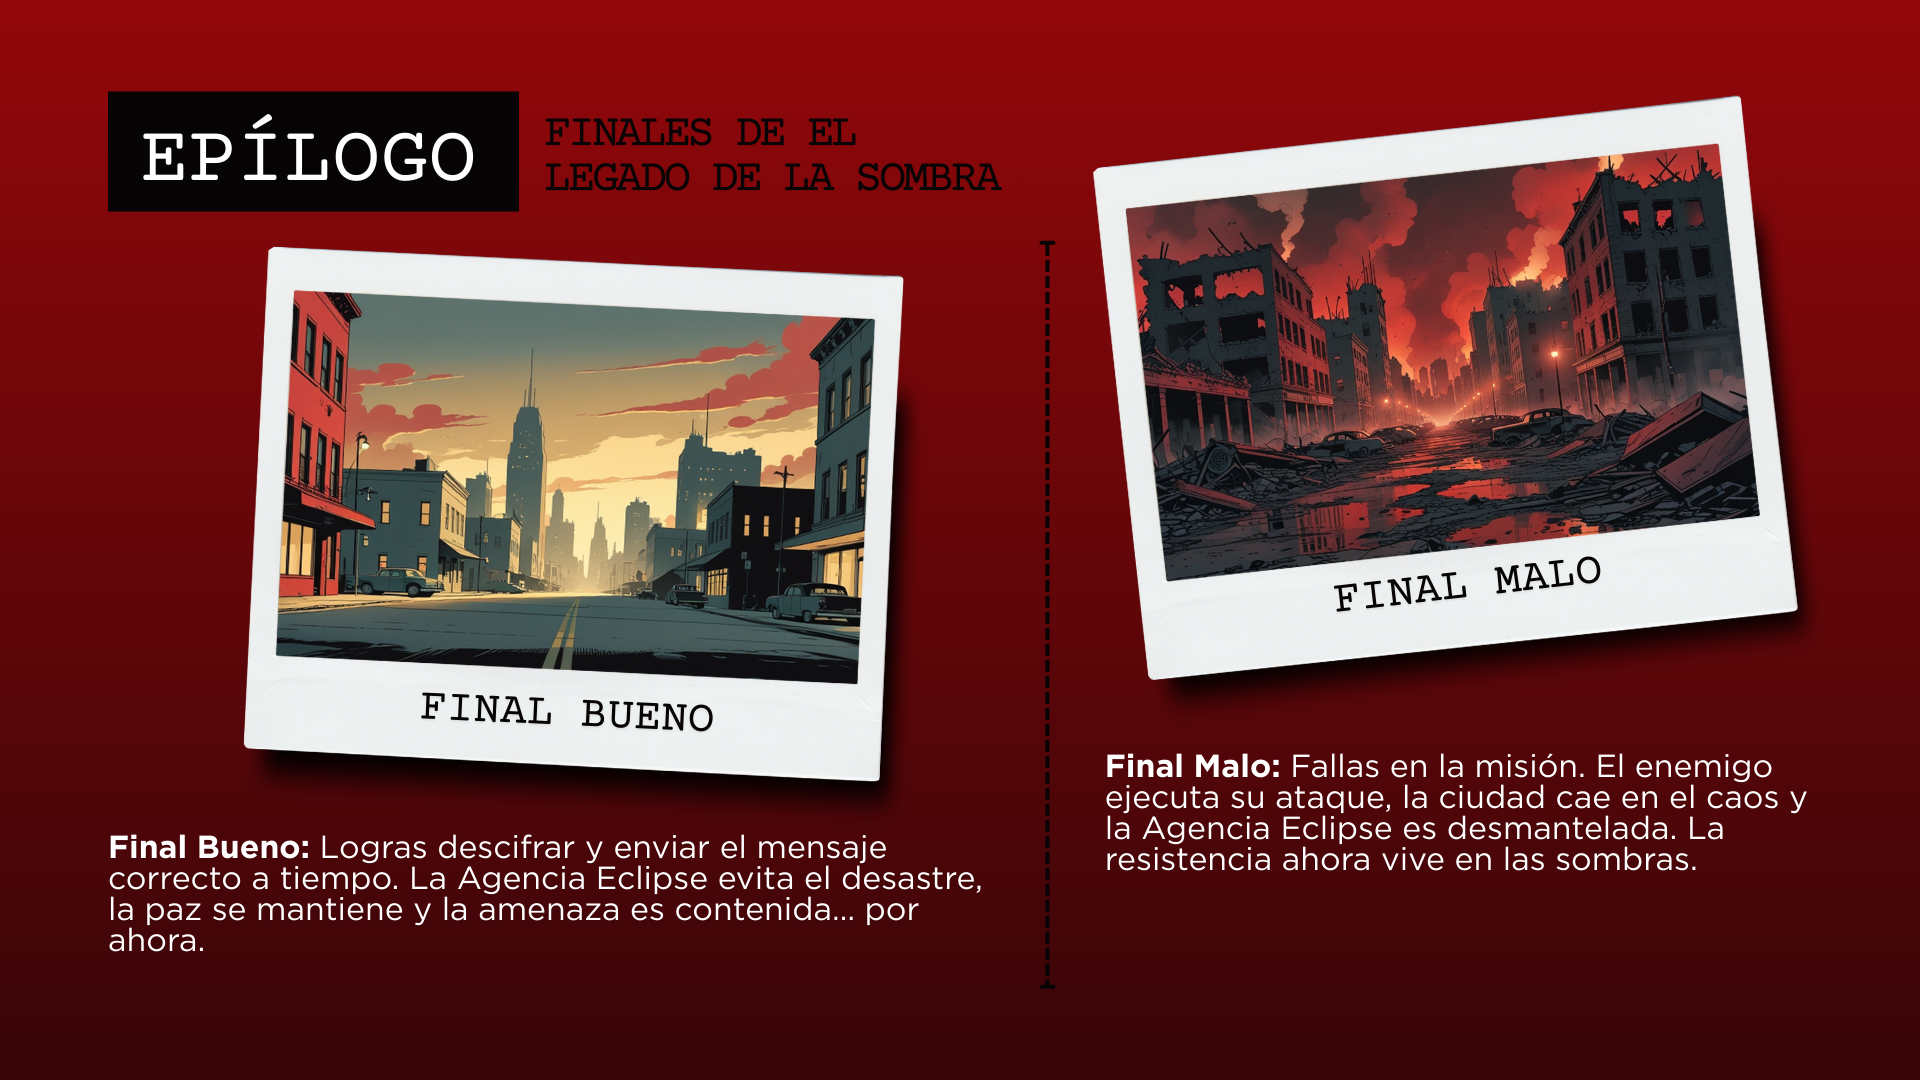 EPÍLOGO
FINALES DE EL
LEGADO DE LA SOMBRA
FINAL BUENO
Final Bueno: Logras descifrar y enviar el mensaje
correcto a tiempo. La Agencia Eclipse evita el desastre,
la paz se mantiene y la amenaza es contenida... por
ahora.
FINAL MALO
Final Malo: Fallas en la misión. El enemigo
ejecuta su ataque, la ciudad cae en el caos y
la Agencia Eclipse es desmantelada. La
resistencia ahora vive en las sombras.